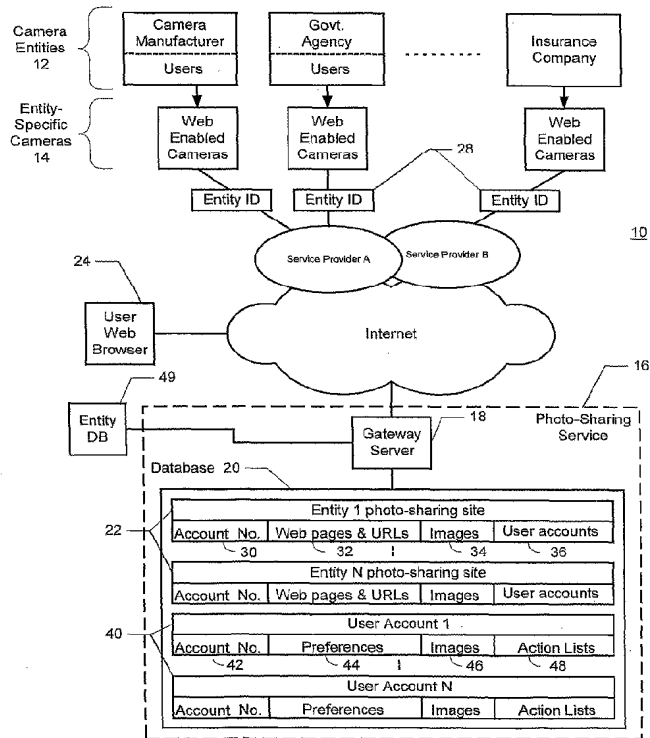 Camera Entities 12
Camera Manufacturer
Users
Govt. Agency
Users
Insurance Company
Entity-Specific Cameras 14
Web Enabled Cameras
Web Enabled Cameras
Web Enabled Cameras
28
Entity ID
Entity ID
Entity ID
10
Service Provider A
Service Provider B
24
User Web Browser
Internet
49
16
Entity DB
18
Photo-Sharing Service
Gateway Server
Database 20
Entity 1 photo-sharing site
22
Account No.
Web pages & URLs
Images
User accounts
30
32
34
36
Entity N photo-sharing site
Account No.
Web pages & URLs
Images
User accounts
User Account 1
40
Account No.
Preferences
Images
Action Lists
42
44
46
48
User Account N
Account No.
Preferences
Images
Action Lists